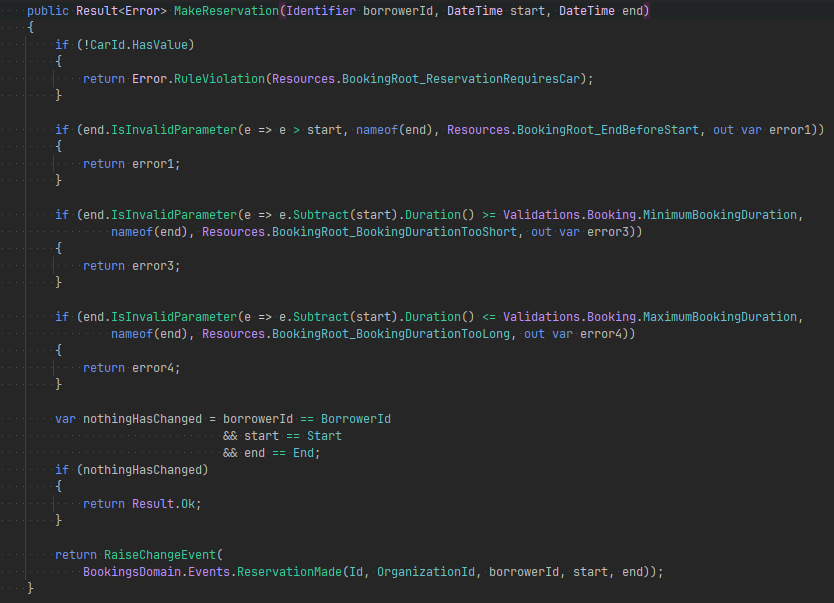 public Result<Error> MakeReservation(Identifier borrowerId, DateTime start, DateTime end)
{
    if (!CarId.HasValue)
    {
        return Error.RuleViolation(Resources.BookingRoot_ReservationRequiresCar);
    }

    if (end.IsInvalidParameter(e => e > start, nameof(end), Resources.BookingRoot_EndBeforeStart, out var error1))
    {
        return error1;
    }

    if (end.IsInvalidParameter(e => e.Subtract(start).Duration() >= Validations.Booking.MinimumBookingDuration,
            nameof(end), Resources.BookingRoot_BookingDurationTooShort, out var error3))
    {
        return error3;
    }

    if (end.IsInvalidParameter(e => e.Subtract(start).Duration() <= Validations.Booking.MaximumBookingDuration,
            nameof(end), Resources.BookingRoot_BookingDurationTooLong, out var error4))
    {
        return error4;
    }

    var nothingHasChanged = borrowerId == BorrowerId
                            && start == Start
                            && end == End;
    if (nothingHasChanged)
    {
        return Result.Ok;
    }

    return RaiseChangeEvent(
        BookingsDomain.Events.ReservationMade(Id, OrganizationId, borrowerId, start, end));
}